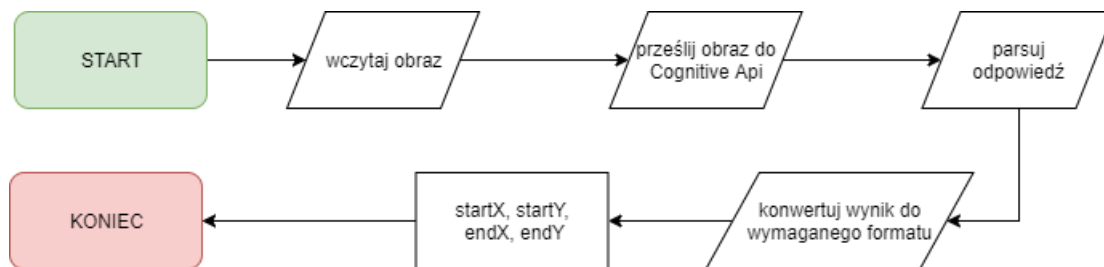 START
wczytaj obraz
prześlij obraz do
Cognitive Api
parsuj
odpowiedź
konwertuj wynik do
wymaganego formatu
startX, startY,
endX, endY
KONIEC